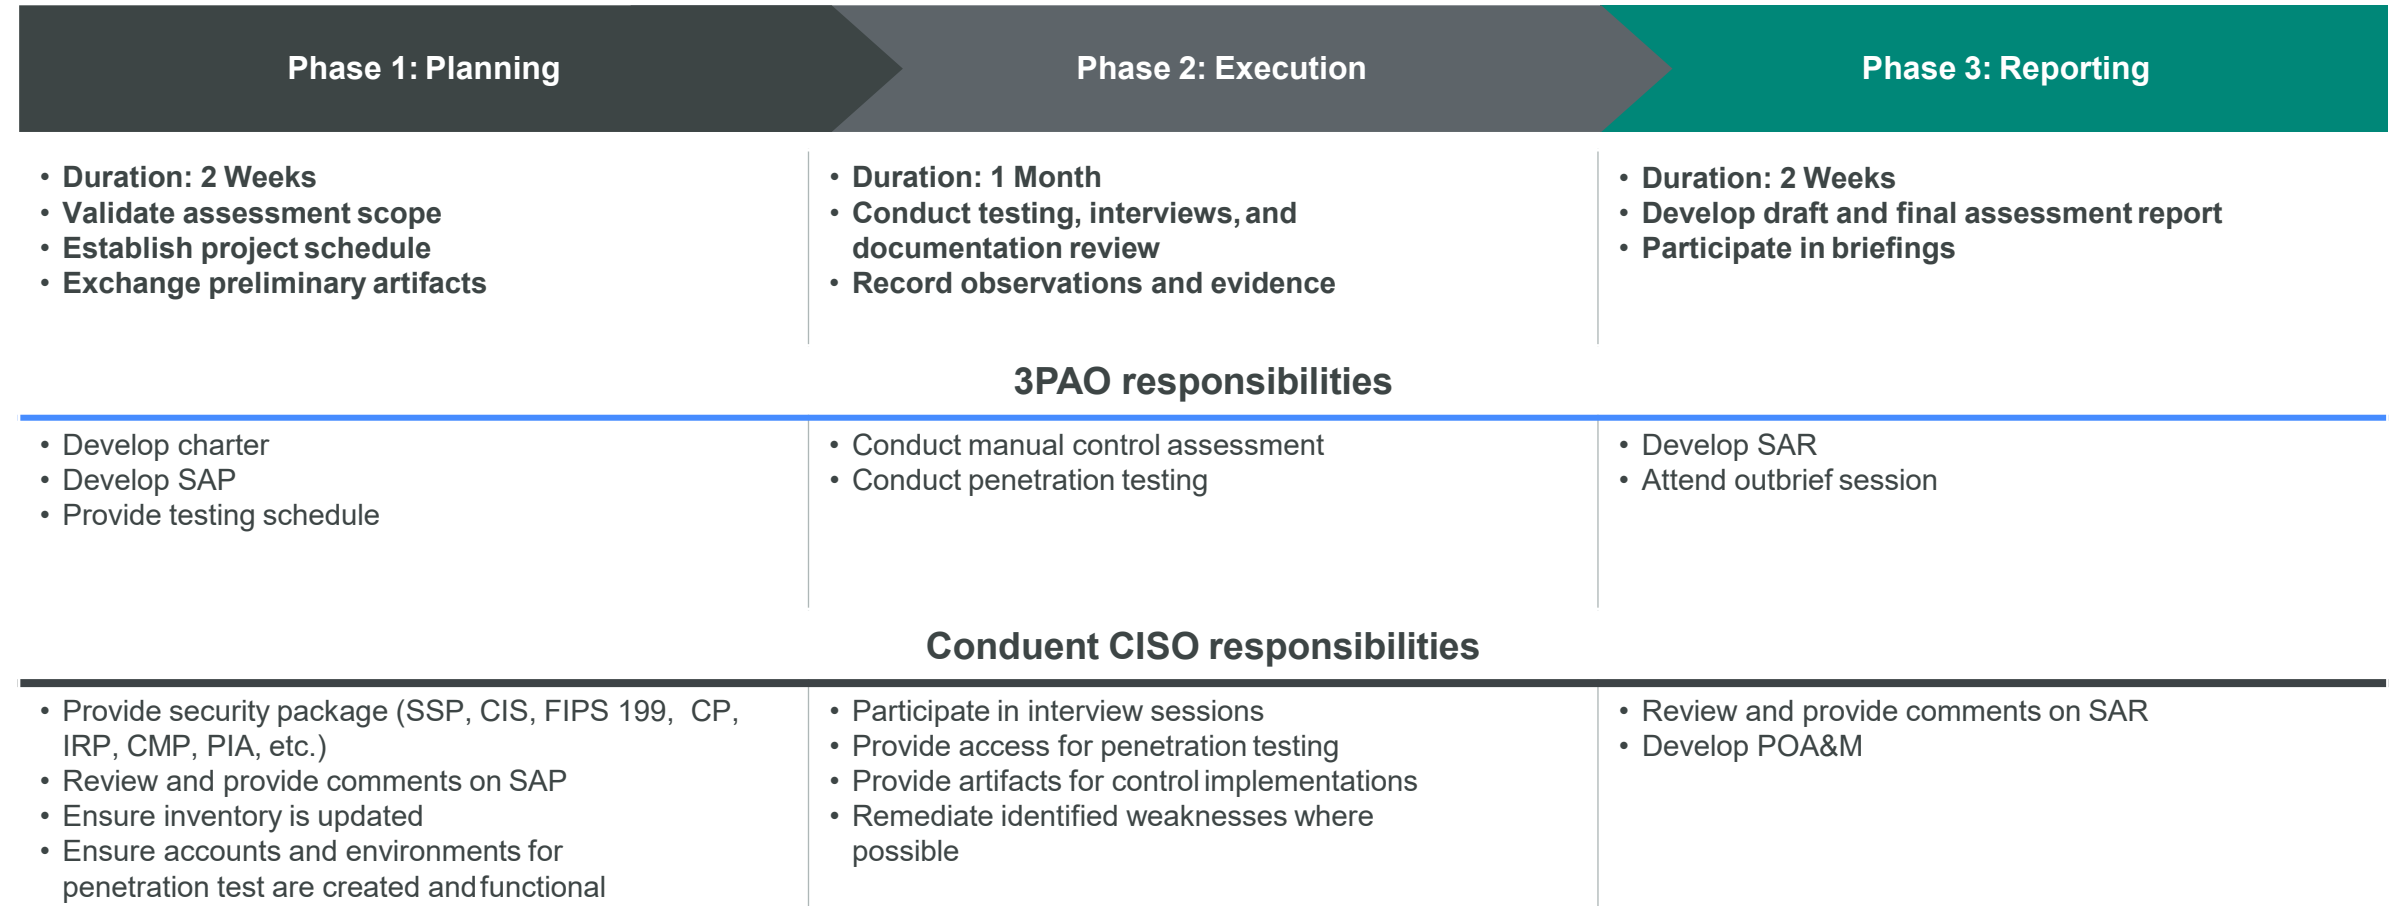 Phase 1: Planning
Phase 2: Execution
Phase 3: Reporting
• Duration: 2 Weeks
• Validate assessment scope
• Establish project schedule
• Exchange preliminary artifacts
• Duration: 1 Month
• Conduct testing, interviews, and
documentation review
• Record observations and evidence
• Duration: 2 Weeks
• Develop draft and final assessment report
• Participate in briefings
3PAO responsibilities
• Develop charter
• Develop SAP
• Provide testing schedule
• Conduct manual control assessment
• Conduct penetration testing
• Develop SAR
• Attend outbrief session
Conduent CISO responsibilities
• Provide security package (SSP, CIS, FIPS 199, CP,
IRP, CMP, PIA, etc.)
• Review and provide comments on SAP
• Ensure inventory is updated
• Ensure accounts and environments for
penetration test are created and functional
• Participate in interview sessions
• Provide access for penetration testing
• Provide artifacts for control implementations
• Remediate identified weaknesses where
possible
• Review and provide comments on SAR
• Develop POA&M